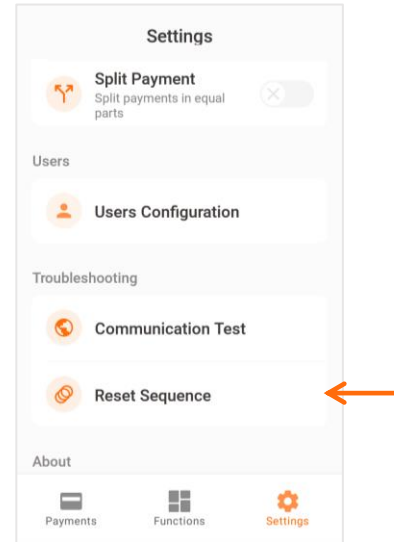 Settings
Split Payment
Split payments in equal
parts
Users
Users Configuration
Troubleshooting
Communication Test
Reset Sequence
About
Payments
Functions
Settings